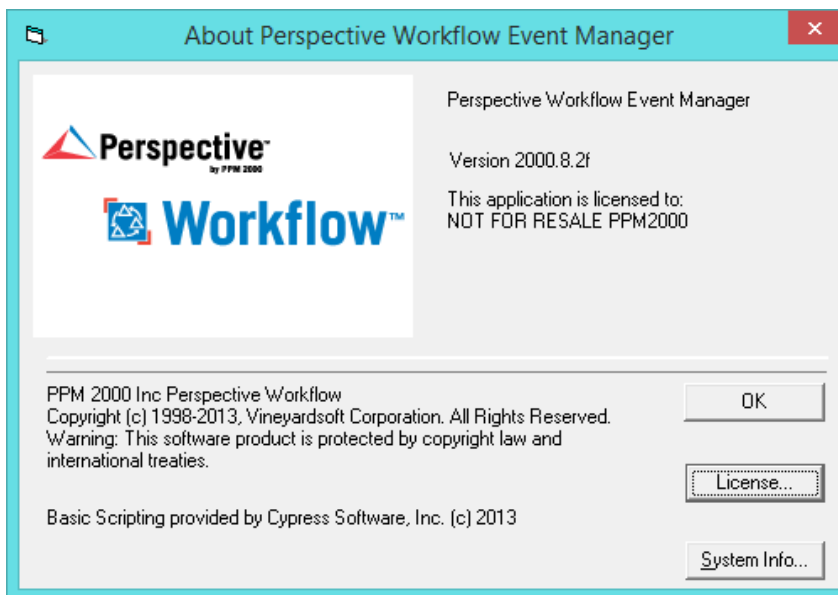 About Perspective Workflow Event Manager
Perspective™
by PPM 2000
Workflow™
Perspective Workflow Event Manager
Version 2000.8.2f
This application is licensed to:
NOT FOR RESALE PPM2000
PPM 2000 Inc Perspective Workflow
Copyright (c) 1998-2013, Vineyardsoft Corporation. All Rights Reserved.
Warning: This software product is protected by copyright law and
international treaties.
Basic Scripting provided by Cypress Software, Inc. (c) 2013
OK
License...
System Info...